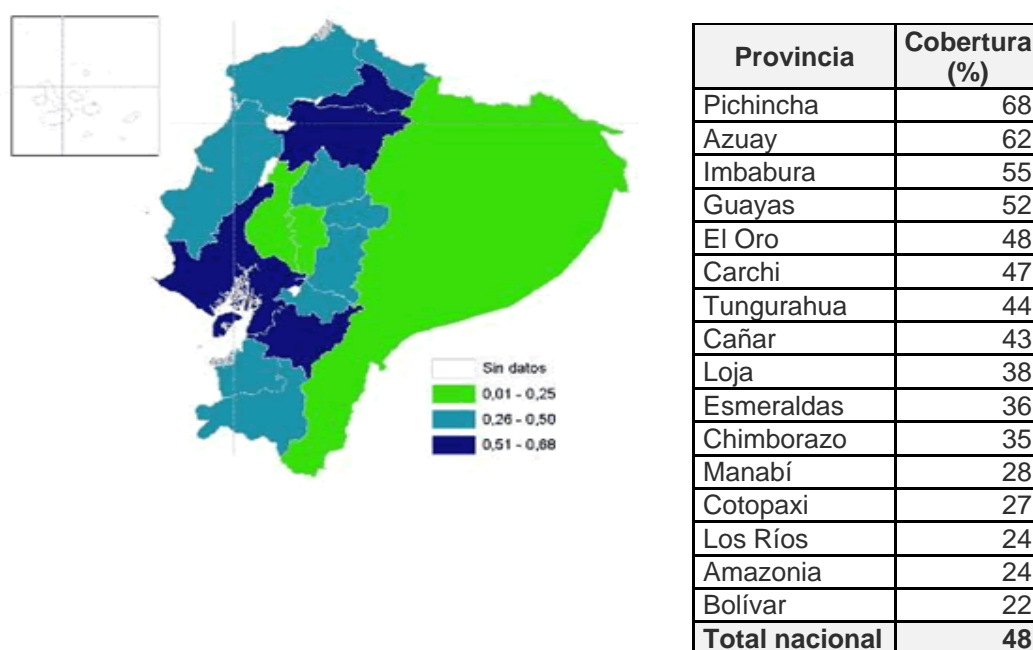 Sin datos
0,01 - 0,25
0,26 - 0,50
0,51 - 0,68
Provincia Cobertura (%)
Pichincha 68
Azuay 62
Imbabura 55
Guayas 52
El Oro 48
Carchi 47
Tungurahua 44
Cañar 43
Loja 38
Esmeraldas 36
Chimborazo 35
Manabí 28
Cotopaxi 27
Los Ríos 24
Amazonia 24
Bolívar 22
Total nacional 48